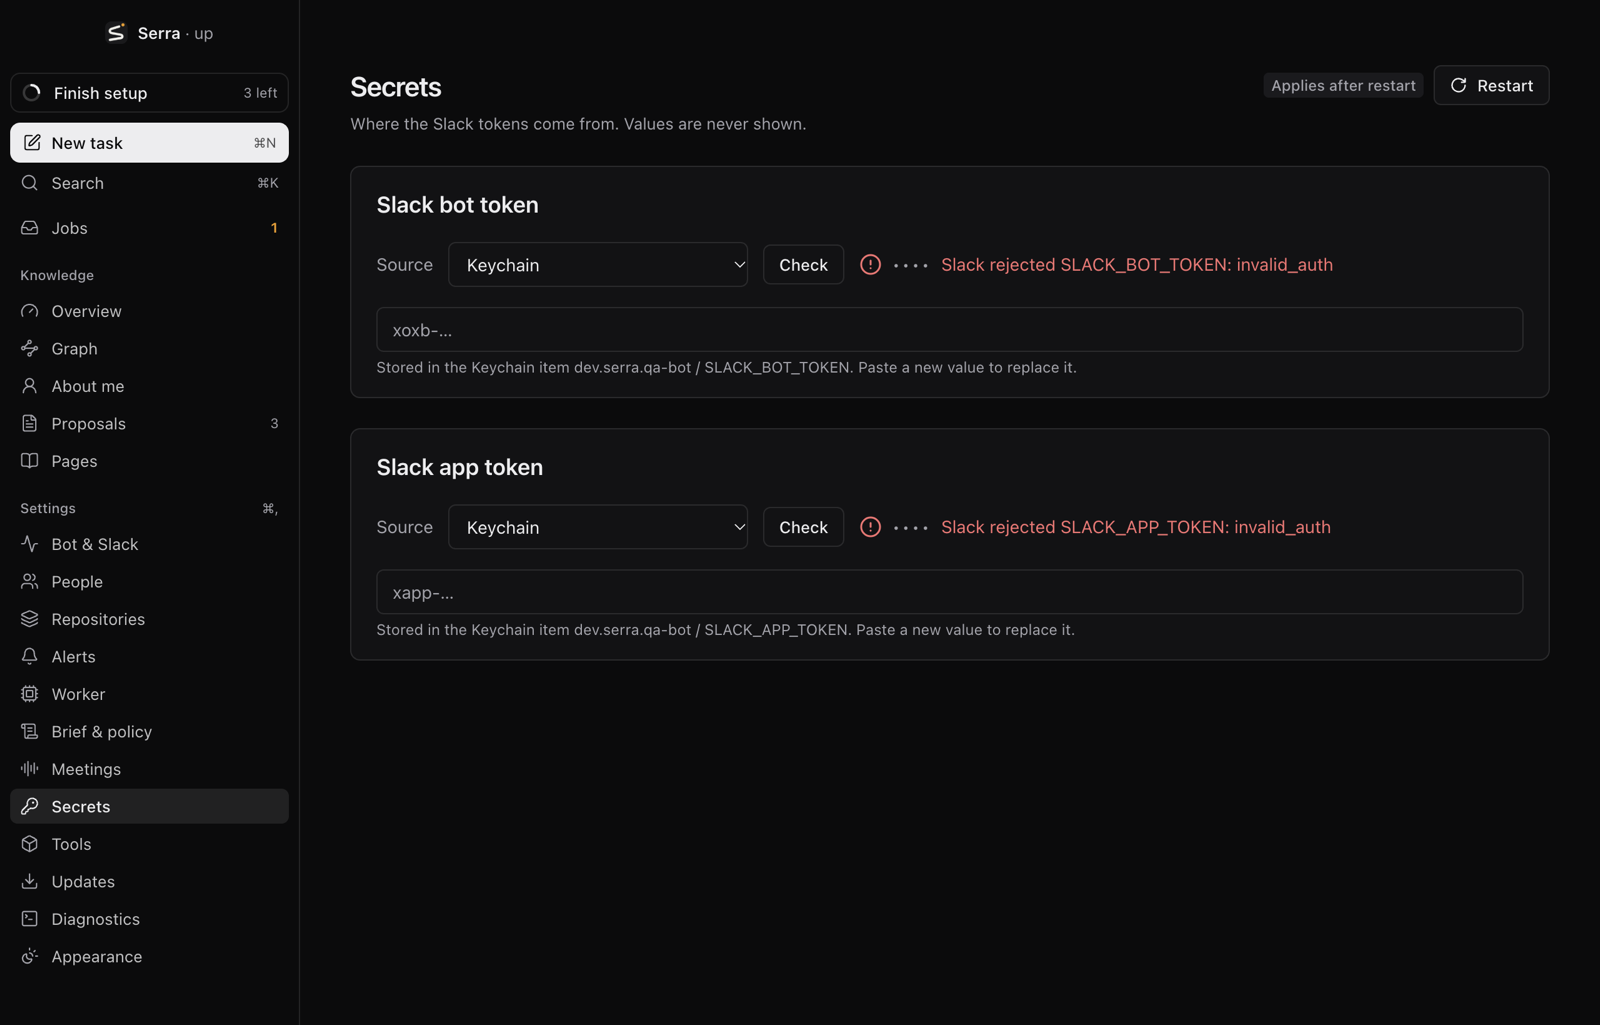 Serra · up
Finish setup 3 left
New task ⌘N
Search ⌘K
Jobs 1
Knowledge
Overview
Graph
About me
Proposals 3
Pages
Settings ⌘,
Bot & Slack
People
Repositories
Alerts
Worker
Brief & policy
Meetings
Secrets
Tools
Updates
Diagnostics
Appearance
Secrets
Applies after restart Restart
Where the Slack tokens come from. Values are never shown.
Slack bot token
Source Keychain Check ···· Slack rejected SLACK_BOT_TOKEN: invalid_auth
xoxb-...
Stored in the Keychain item dev.serra.qa-bot / SLACK_BOT_TOKEN. Paste a new value to replace it.
Slack app token
Source Keychain Check ···· Slack rejected SLACK_APP_TOKEN: invalid_auth
xapp-...
Stored in the Keychain item dev.serra.qa-bot / SLACK_APP_TOKEN. Paste a new value to replace it.